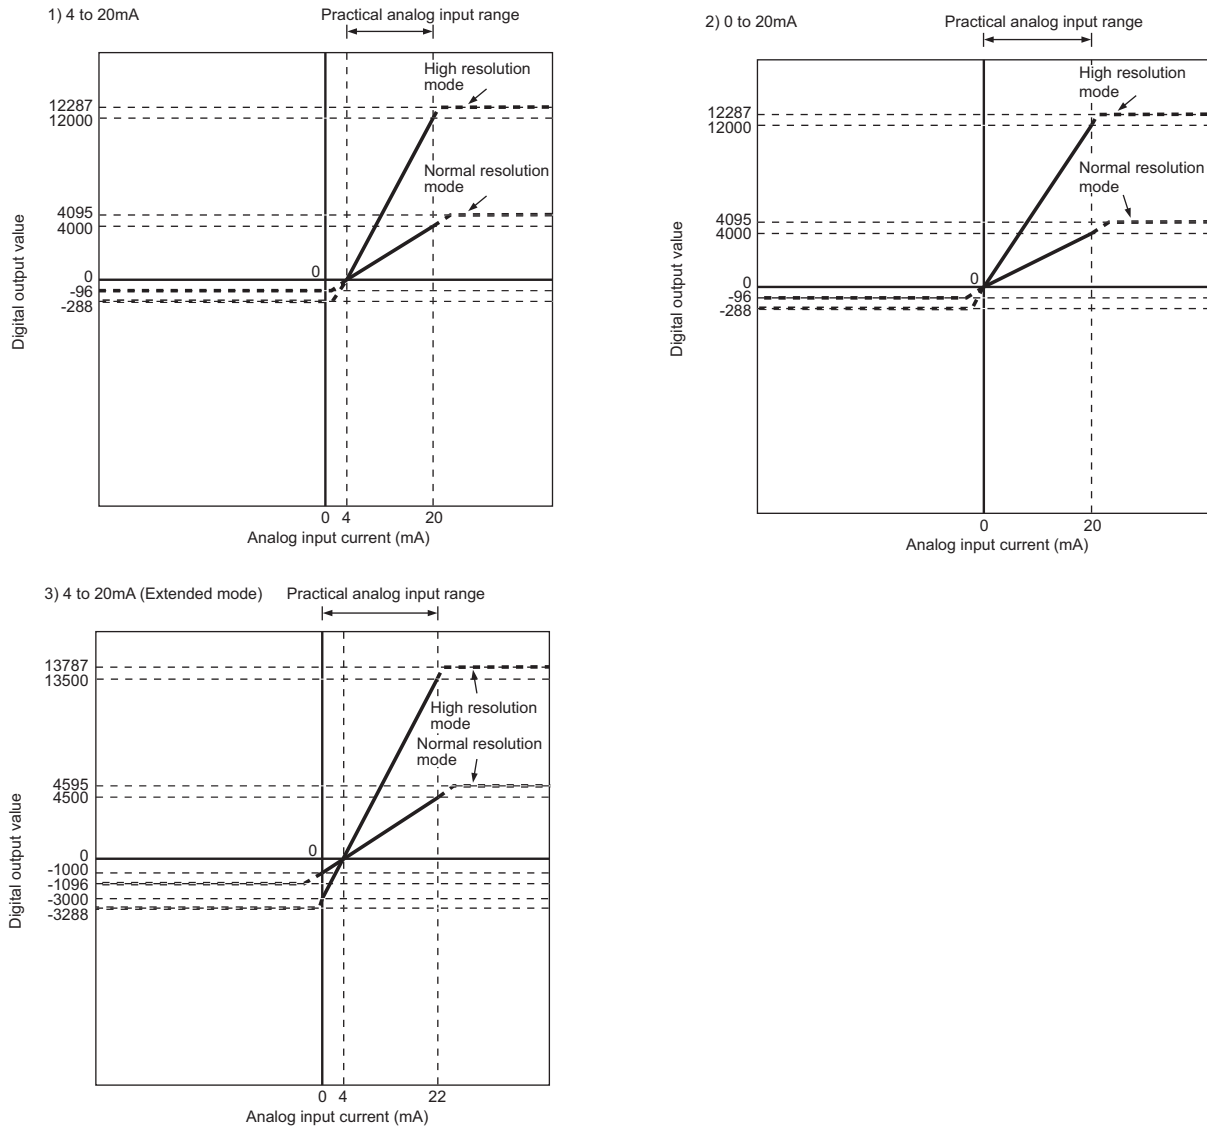 1) 4 to 20mA
Practical analog input range
High resolution
mode
12287
12000
Normal resolution
mode
4095
4000
0
0
-96
-288
Digital output value
0 4 20
Analog input current (mA)
2) 0 to 20mA
Practical analog input range
High resolution
mode
12287
12000
Normal resolution
mode
4095
4000
0
0
-96
-288
Digital output value
0 20
Analog input current (mA)
3) 4 to 20mA (Extended mode)
Practical analog input range
13787
13500
High resolution
mode
Normal resolution
mode
4595
4500
0
0
-1000
-1096
-3000
-3288
Digital output value
0 4 22
Analog input current (mA)